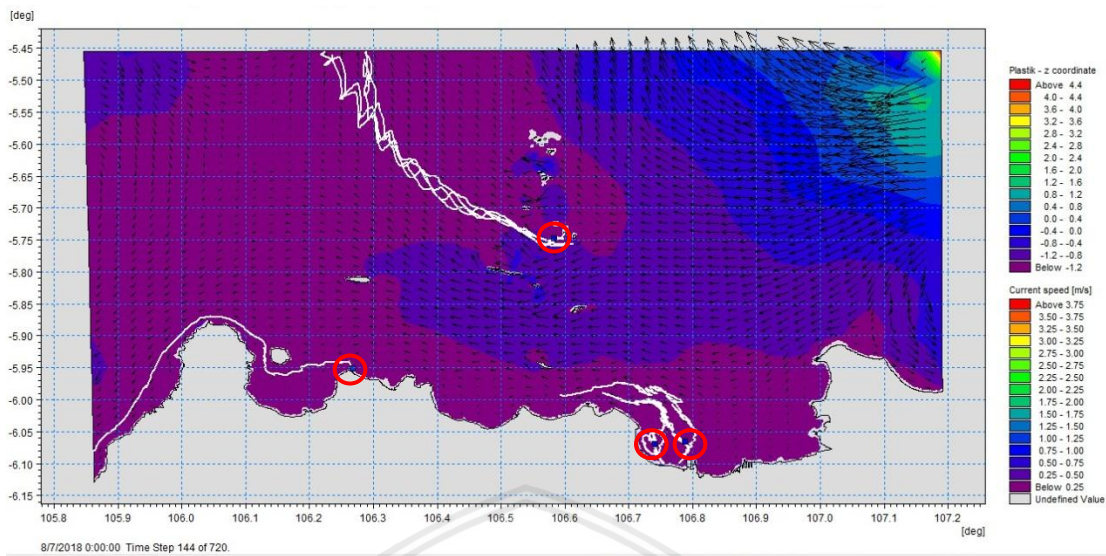 [deg]
-5.45
-5.50
-5.55
-5.60
-5.65
-5.70
-5.75
-5.80
-5.85
-5.90
-5.95
-6.00
-6.05
-6.10
-6.15
105.8 105.9 106.0 106.1 106.2 106.3 106.4 106.5 106.6 106.7 106.8 106.9 107.0 107.1 107.2
[deg]
8/7/2018 0:00:00 Time Step 144 of 720.
Plastik - z coordinate
Above 4.4
4.0 - 4.4
3.6 - 4.0
3.2 - 3.6
2.8 - 3.2
2.4 - 2.8
2.0 - 2.4
1.6 - 2.0
1.2 - 1.6
0.8 - 1.2
0.4 - 0.8
0.0 - 0.4
-0.4 - 0.0
-0.8 - -0.4
-1.2 - -0.8
Below -1.2
Current speed [m/s]
Above 3.75
3.50 - 3.75
3.25 - 3.50
3.00 - 3.25
2.75 - 3.00
2.50 - 2.75
2.25 - 2.50
2.00 - 2.25
1.75 - 2.00
1.50 - 1.75
1.25 - 1.50
1.00 - 1.25
0.75 - 1.00
0.50 - 0.75
0.25 - 0.50
Below 0.25
Undefined Value